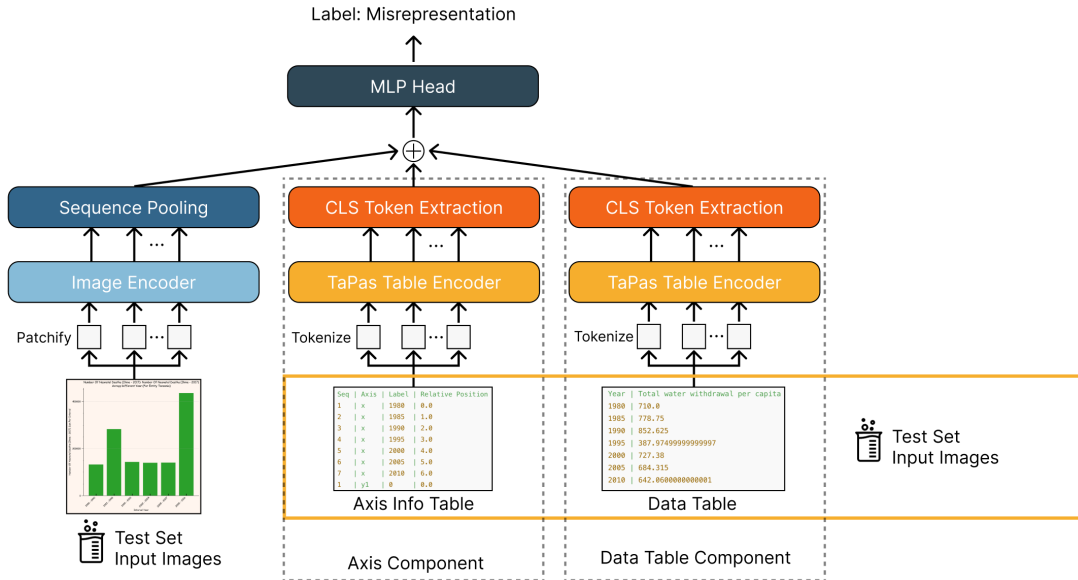 Label: Misrepresentation
MLP Head
Sequence Pooling
CLS Token Extraction
CLS Token Extraction
...
...
...
Image Encoder
TaPas Table Encoder
TaPas Table Encoder
Patchify
...
Tokenize
...
Tokenize
...
Seq | Axis | Label | Relative Position
1 | x | 1980 | 0.0
2 | x | 1985 | 1.0
3 | x | 1990 | 2.0
4 | x | 1995 | 3.0
5 | x | 2000 | 4.0
6 | x | 2005 | 5.0
7 | x | 2010 | 6.0
1 | y1 | 0 | 0.0
Year | Total water withdrawal per capita
1980 | 710.0
1985 | 778.75
1990 | 852.625
1995 | 387.97499999999997
2000 | 727.38
2005 | 684.315
2010 | 642.0600000000001
Axis Info Table
Data Table
Test Set
Input Images
Test Set
Input Images
Axis Component
Data Table Component